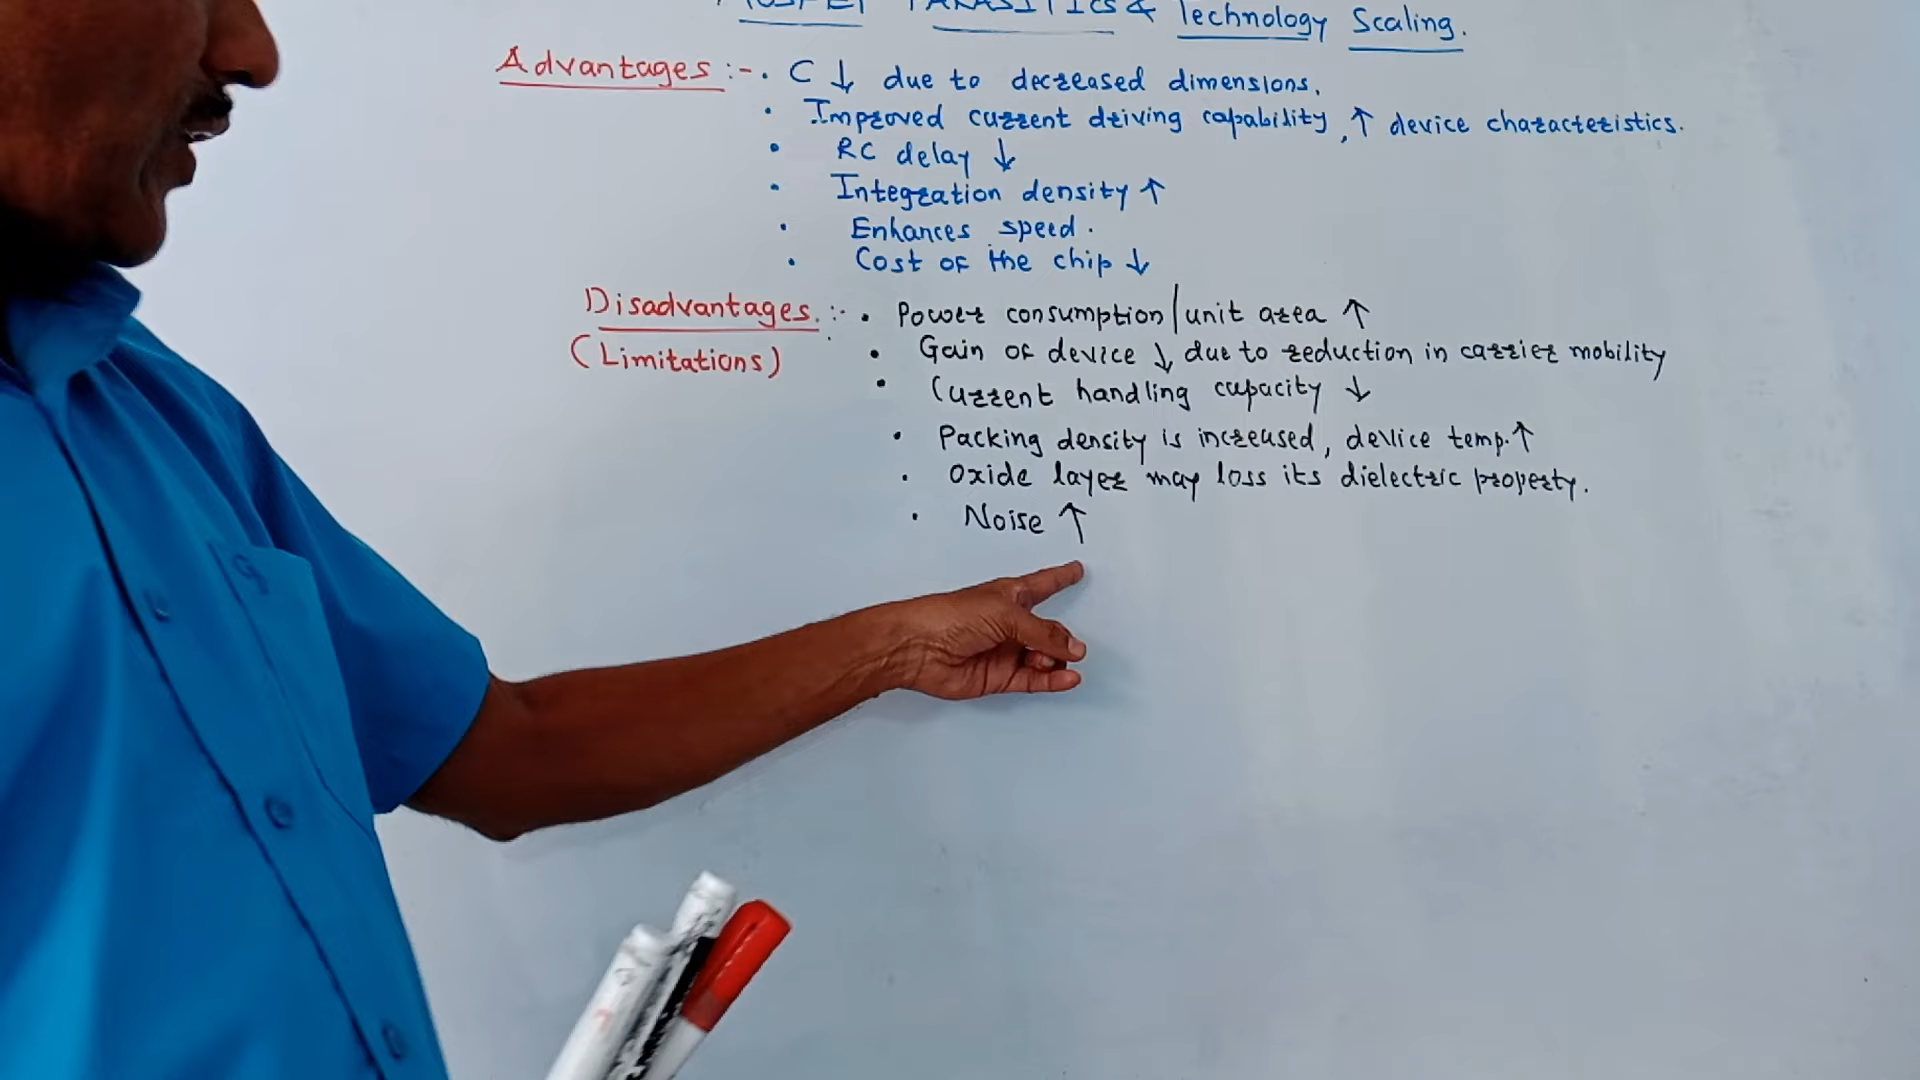 MOSFET PARASITICS & Technology Scaling.
Advantages :- • C ↓ due to decreased dimensions.
• Improved current driving capability, ↑ device characteristics.
• RC delay ↓
• Integration density ↑
• Enhances speed.
• Cost of the chip ↓
Disadvantages :- • Power consumption/unit area ↑
(Limitations) • Gain of device ↓ due to reduction in carrier mobility
• Current handling capacity ↓
• Packing density is increased, device temp. ↑
• Oxide layer may loss its dielectric property.
• Noise ↑